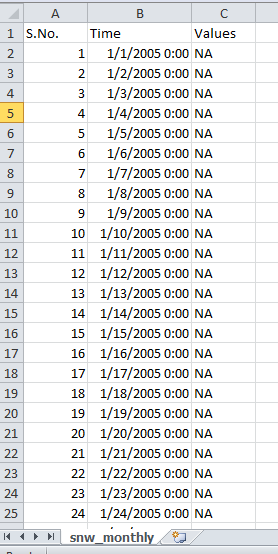 A B C
1 S.No. Time Values
2 1 1/1/2005 0:00 NA
3 2 1/2/2005 0:00 NA
4 3 1/3/2005 0:00 NA
5 4 1/4/2005 0:00 NA
6 5 1/5/2005 0:00 NA
7 6 1/6/2005 0:00 NA
8 7 1/7/2005 0:00 NA
9 8 1/8/2005 0:00 NA
10 9 1/9/2005 0:00 NA
11 10 1/10/2005 0:00 NA
12 11 1/11/2005 0:00 NA
13 12 1/12/2005 0:00 NA
14 13 1/13/2005 0:00 NA
15 14 1/14/2005 0:00 NA
16 15 1/15/2005 0:00 NA
17 16 1/16/2005 0:00 NA
18 17 1/17/2005 0:00 NA
19 18 1/18/2005 0:00 NA
20 19 1/19/2005 0:00 NA
21 20 1/20/2005 0:00 NA
22 21 1/21/2005 0:00 NA
23 22 1/22/2005 0:00 NA
24 23 1/23/2005 0:00 NA
25 24 1/24/2005 0:00 NA
snw_monthly